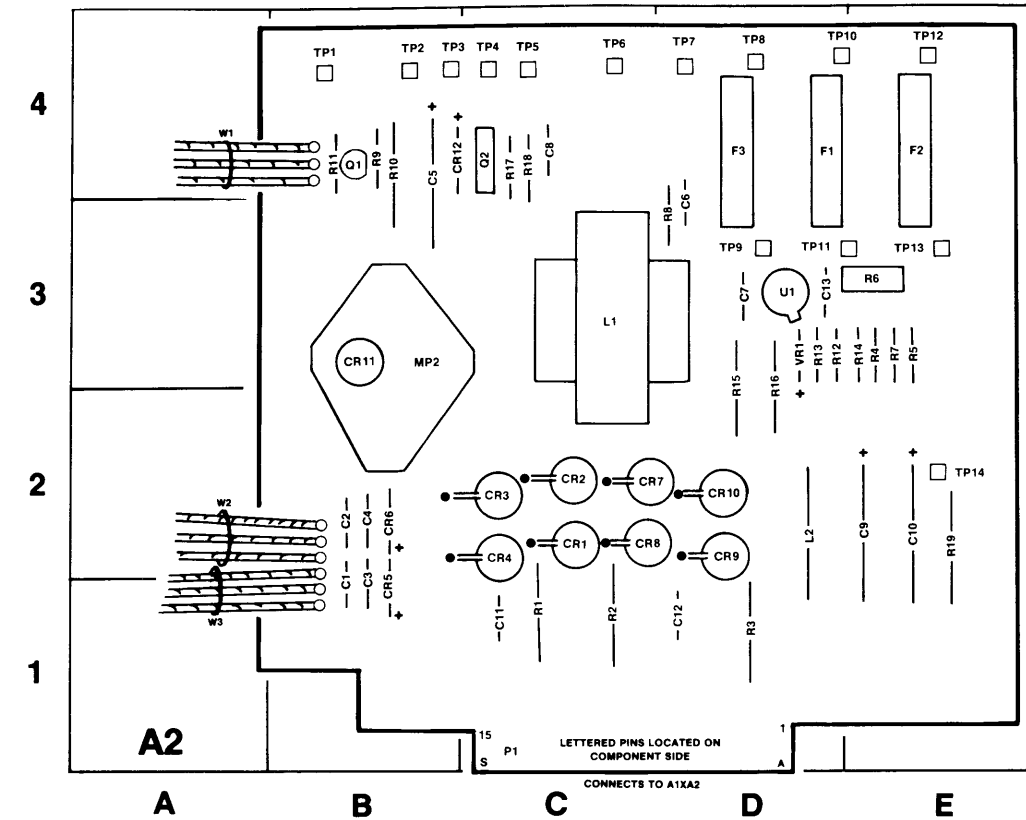 TP1 TP2 TP3 TP4 TP5 TP6 TP7 TP8 TP10 TP12
4
W1
R11 Q1 R9 R10 + C5 + CR12 Q2 R17 R18 C8 F3 F1 F2
R8 C6
TP9 TP11 TP13
3
C7 U1 C13 R6
L1
CR11 MP2
VR1 R13 R12 R14 R4 R7 R5
R15 R16 +
2
+ + TP14
CR3 CR2 CR7 CR10
W2
C2 C4 CR6 +
L2 C9 C10 R19
CR4 CR1 CR8 CR9
C1 C3 CR5 +
C11 R1 R2 C12 R3
W3
1
A2
15 P1 LETTERED PINS LOCATED ON 1
S COMPONENT SIDE A
CONNECTS TO A1XA2
A B C D E